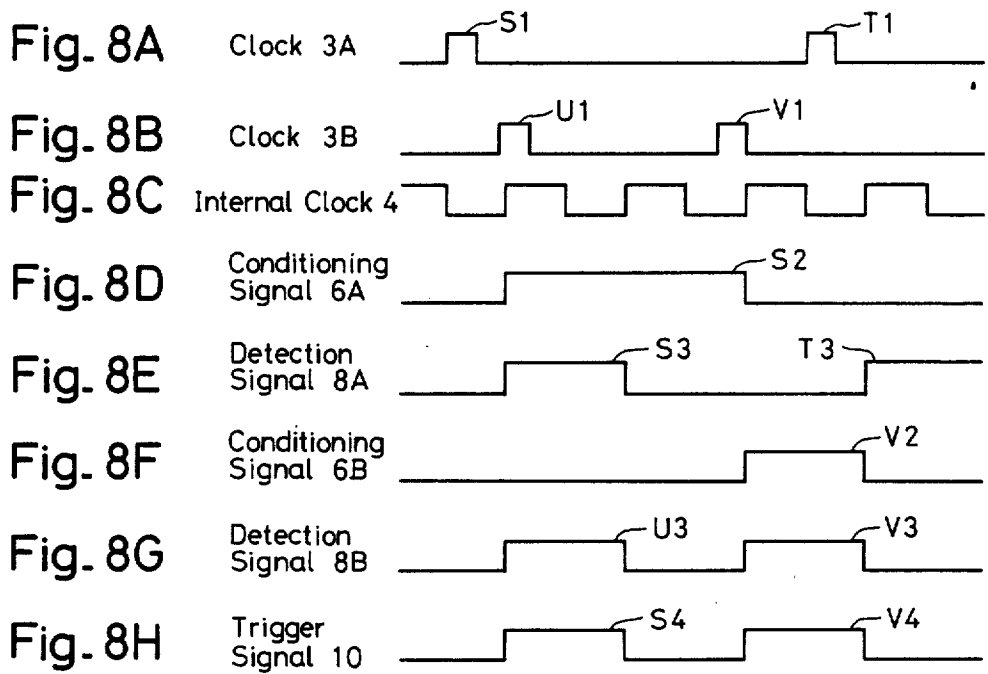 Fig. 8A Clock 3A S1 T1
Fig. 8B Clock 3B U1 V1
Fig. 8C Internal Clock 4
Fig. 8D Conditioning Signal 6A S2
Fig. 8E Detection Signal 8A S3 T3
Fig. 8F Conditioning Signal 6B V2
Fig. 8G Detection Signal 8B U3 V3
Fig. 8H Trigger Signal 10 S4 V4